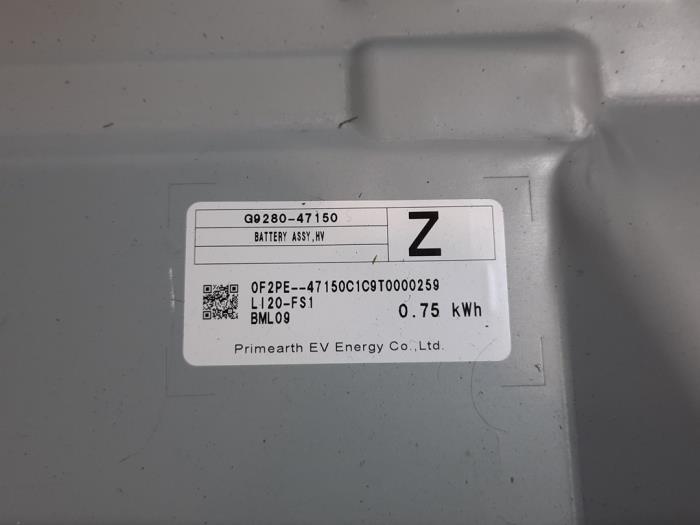 G9280-47150
BATTERY ASSY,HV
Z
0F2PE--47150C1C9T0000259
LI20-FS1
BML09
0.75 kWh
Primearth EV Energy Co.,Ltd.